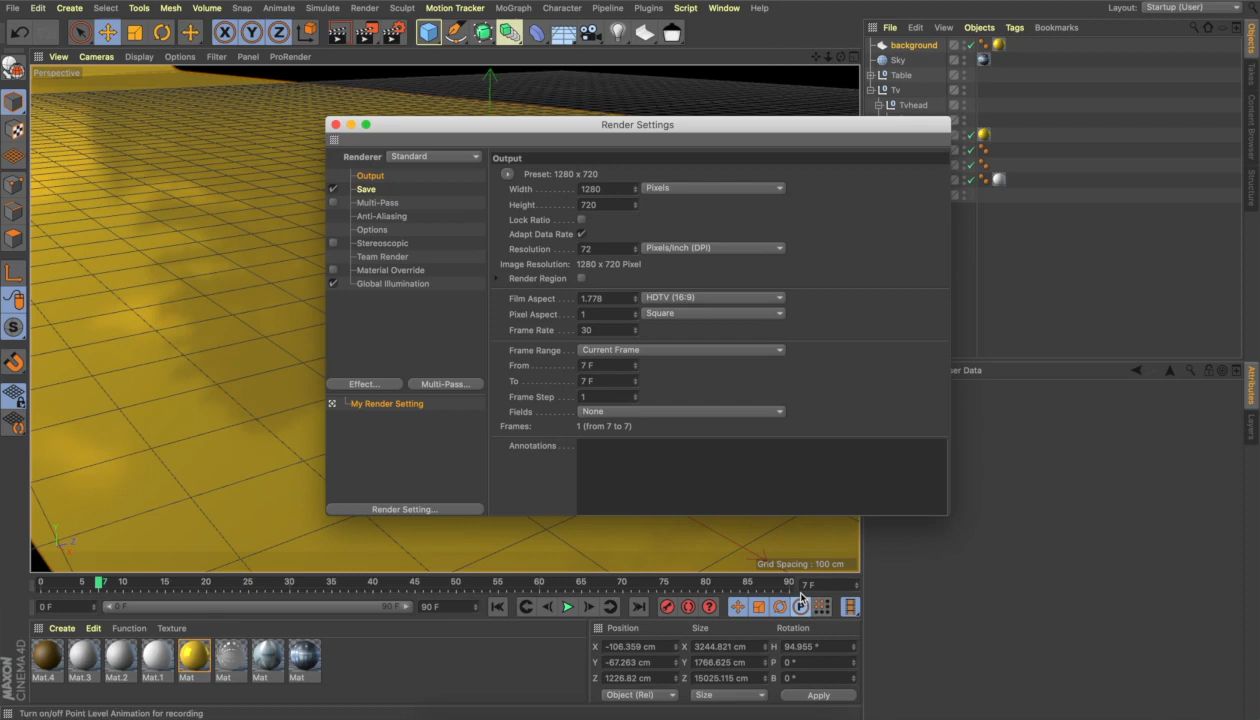 File Edit Create Select Tools Mesh Volume Snap Animate Simulate Render Sculpt Motion Tracker MoGraph Character Pipeline Plugins Script Window Help Layout: Startup (User)
File Edit View Objects Tags Bookmarks
View Cameras Display Options Filter Panel ProRender
Perspective
background
Sky
Table
Tv
Tvhead
Objects
Takes
Content Browser
Structure
Render Settings
Renderer Standard
Output
Save
Multi-Pass
Anti-Aliasing
Options
Stereoscopic
Team Render
Material Override
Global Illumination
Effect...
Multi-Pass...
My Render Setting
Render Setting...
Output
Preset: 1280 x 720
Width 1280 Pixels
Height 720
Lock Ratio
Adapt Data Rate
Resolution 72 Pixels/Inch (DPI)
Image Resolution: 1280 x 720 Pixel
Render Region
Film Aspect 1.778 HDTV (16:9)
Pixel Aspect 1 Square
Frame Rate 30
Frame Range Current Frame
From 7 F
To 7 F
Frame Step 1
Fields None
Frames: 1 (from 7 to 7)
Annotations
er Data
Attributes
Layers
X Y Z
S
Y
Z
X
Grid Spacing : 100 cm
0 5 7 10 15 20 25 30 35 40 45 50 55 60 65 70 75 80 85 90 7 F
0 F 0 F 90 F 90 F
P
Create Edit Function Texture
Mat.4 Mat.3 Mat.2 Mat.1 Mat Mat Mat Mat
Position Size Rotation
X -106.359 cm X 3244.821 cm H 94.955 °
Y -67.263 cm Y 1766.625 cm P 0 °
Z 1226.82 cm Z 15025.115 cm B 0 °
Object (Rel) Size Apply
MAXON
CINEMA 4D
Turn on/off Point Level Animation for recording